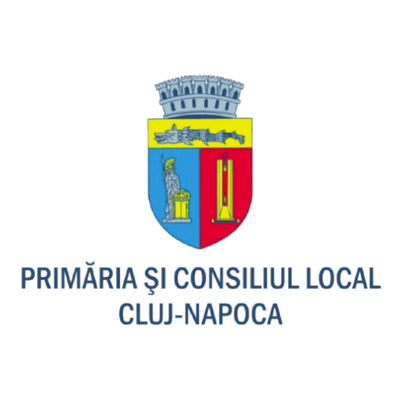 PRIMĂRIA ŞI CONSILIUL LOCAL
CLUJ-NAPOCA